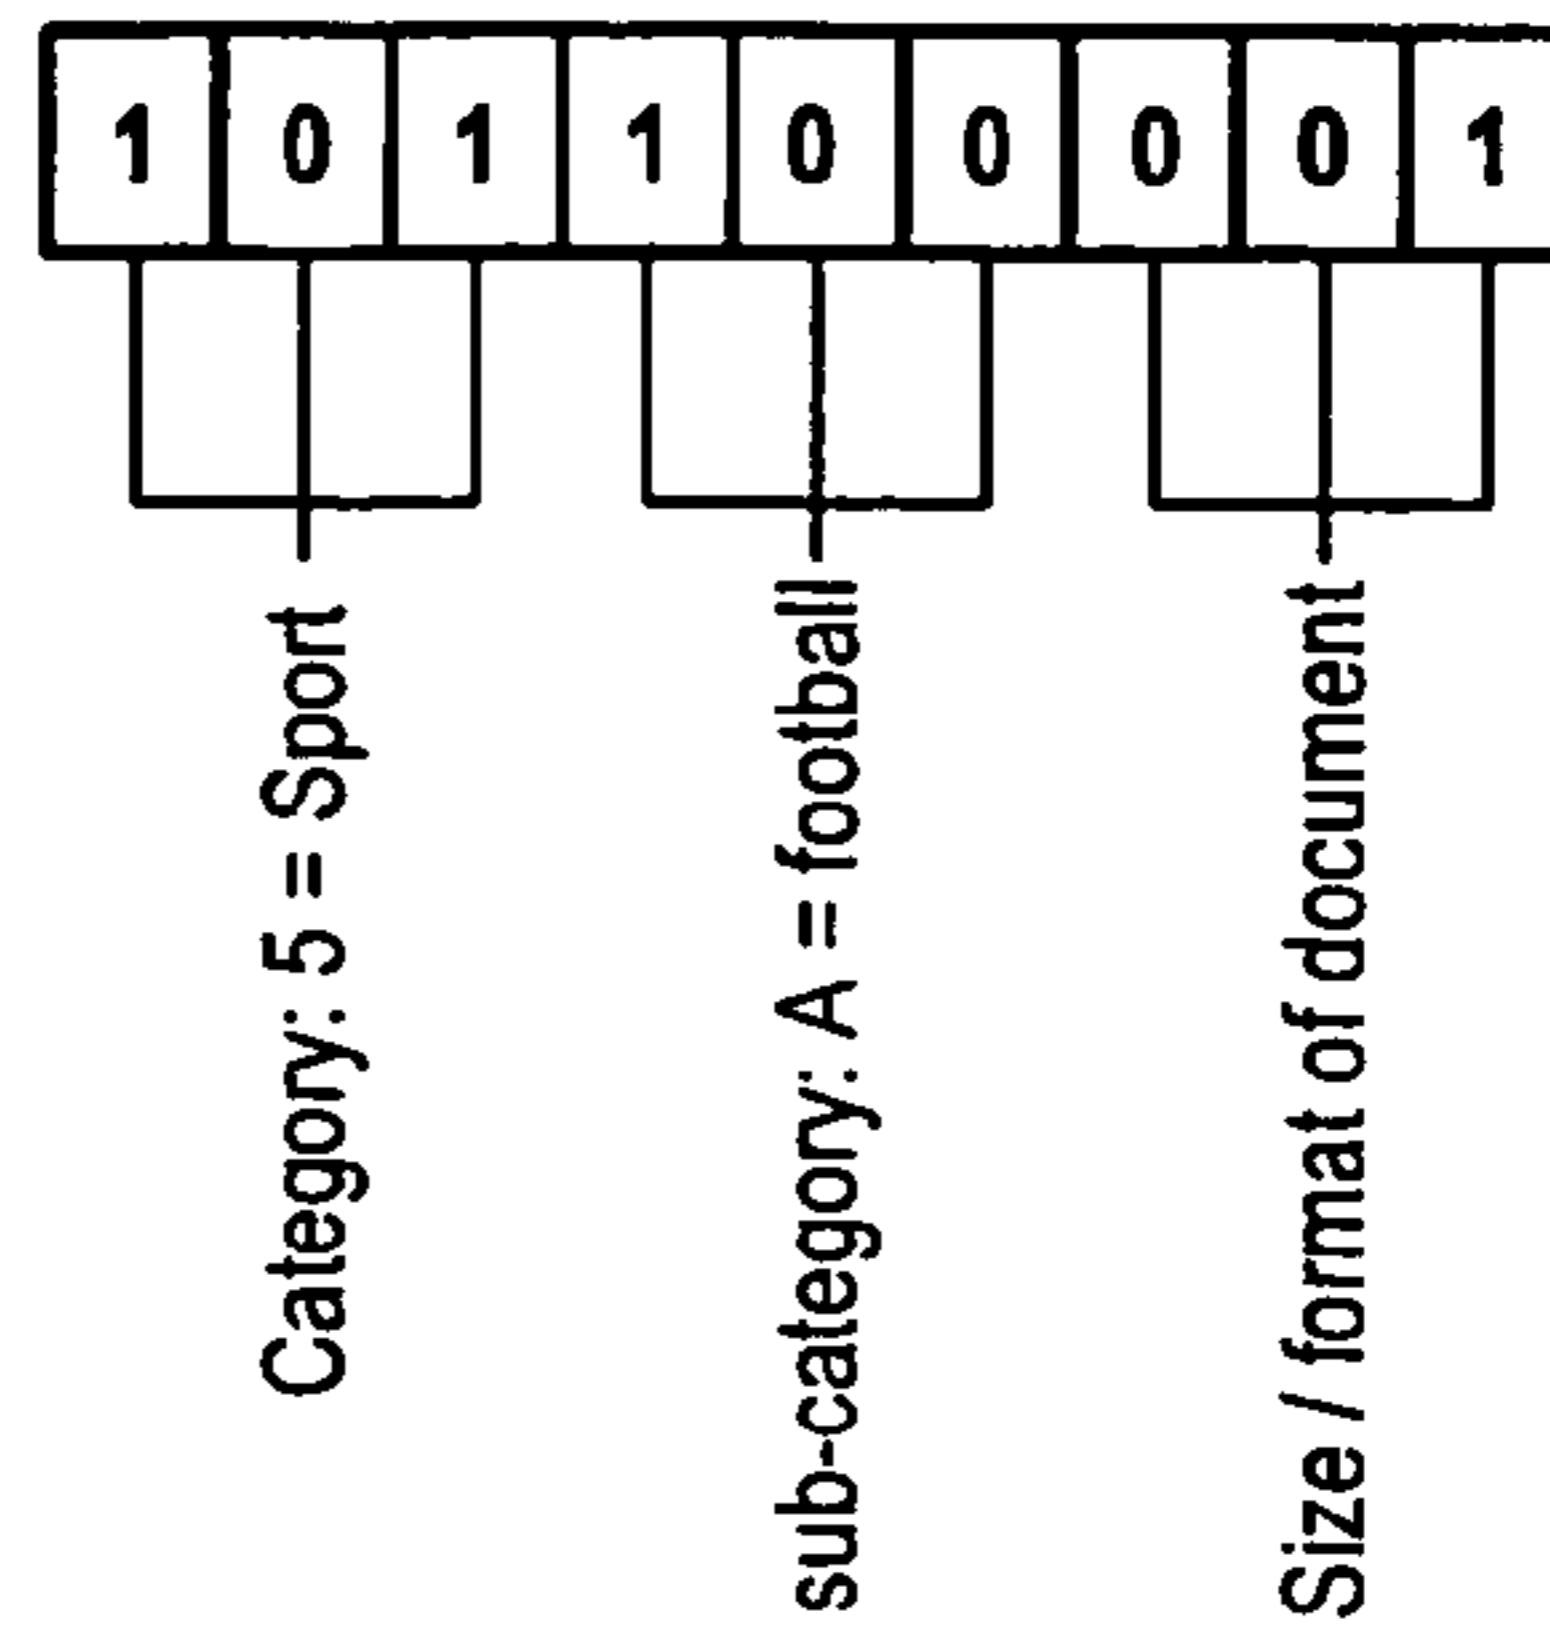 1 0 1 1 0 0 0 0 1
Category: 5 = Sport
sub-category: A = football
Size / format of document